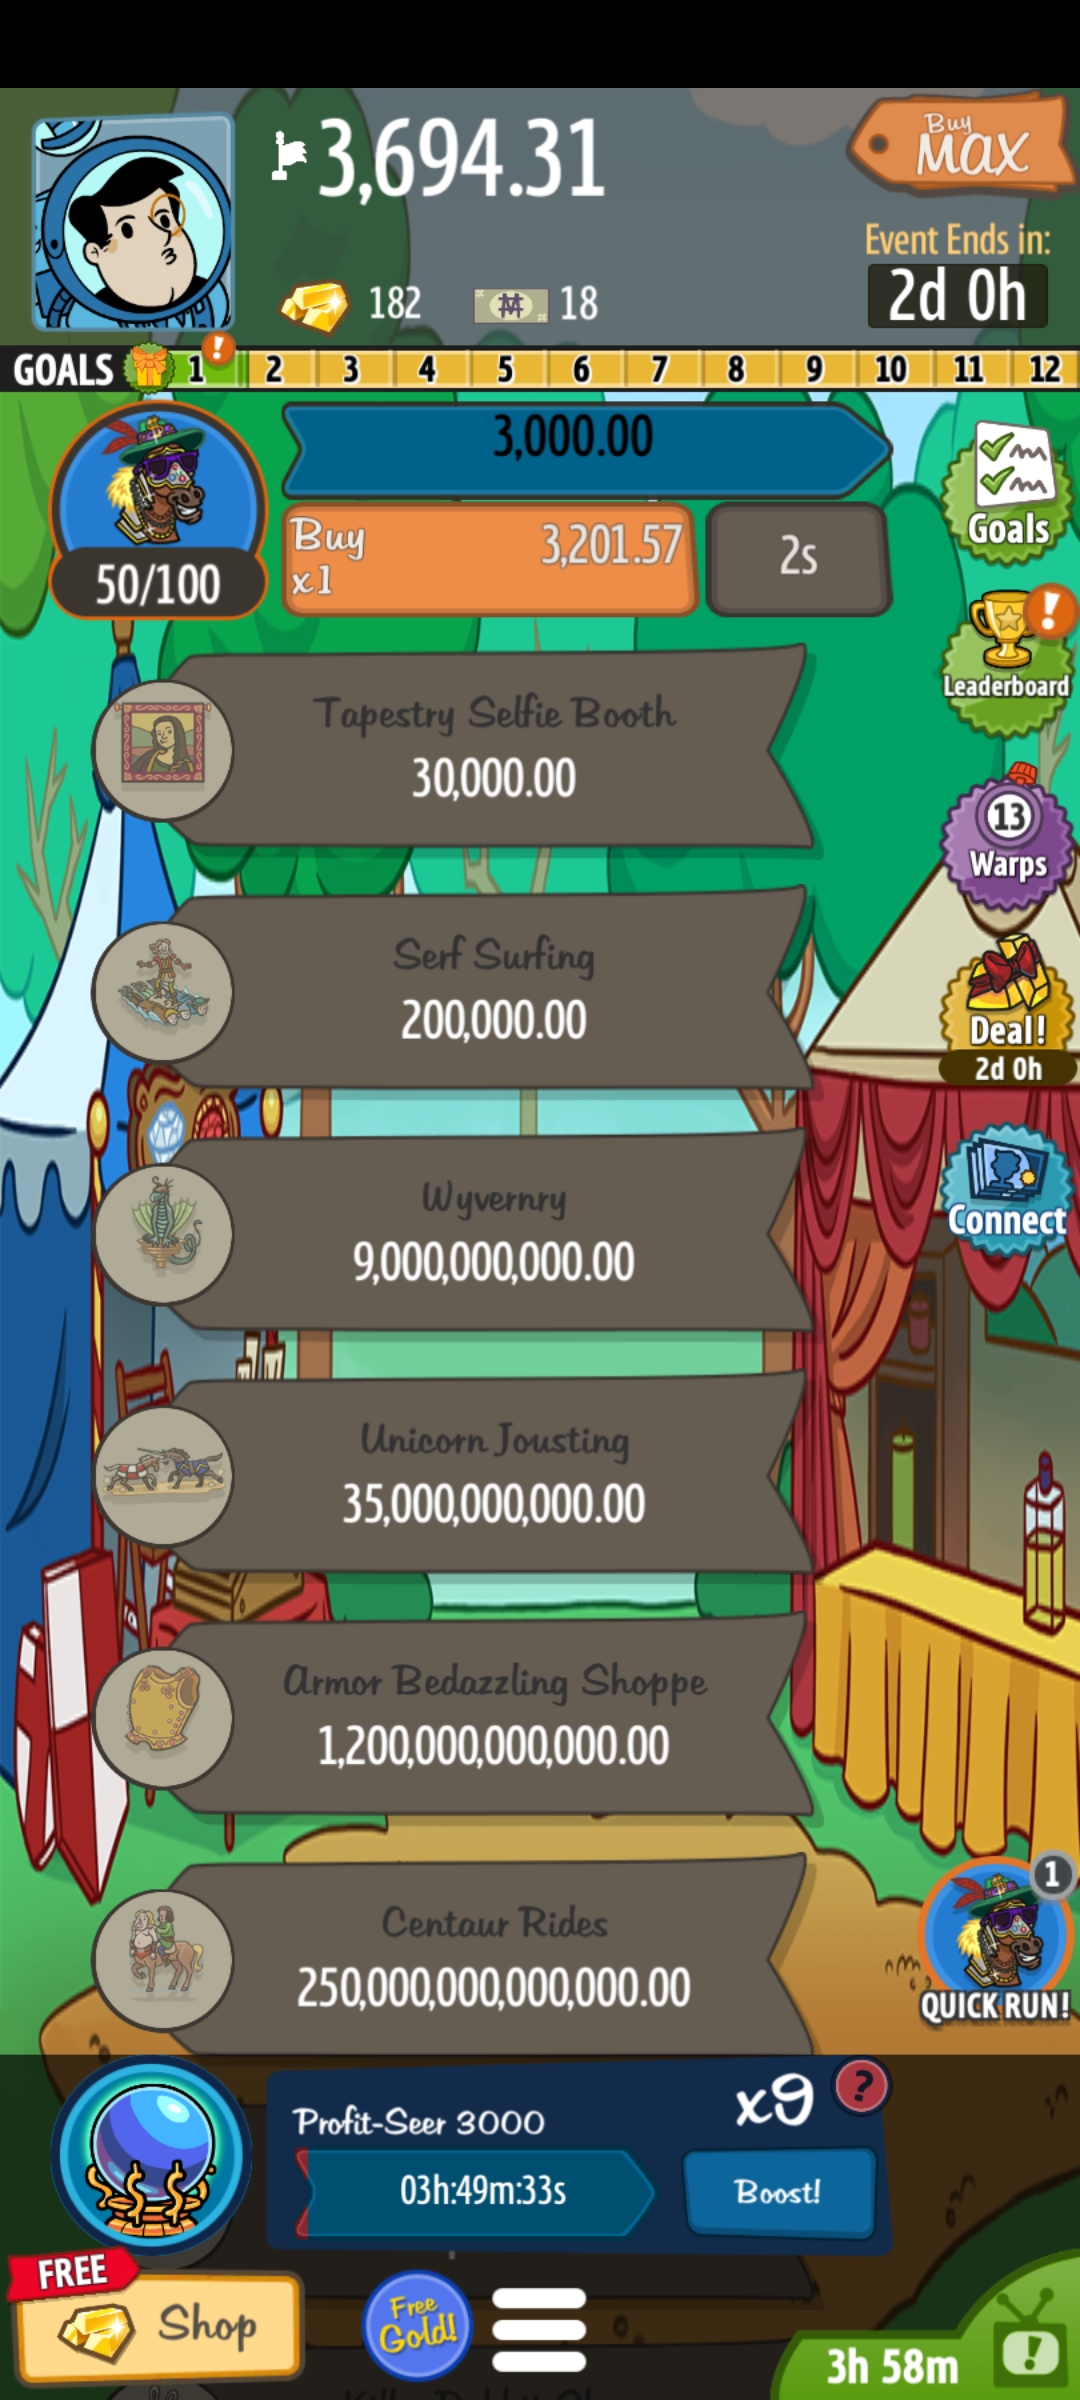 3,694.31
Buy
MAX
Event Ends in:
2d 0h
182
18
GOALS 1 2 3 4 5 6 7 8 9 10 11 12
3,000.00
Buy
x1
3,201.57
2s
50/100
Goals
Leaderboard
Tapestry Selfie Booth
30,000.00
13
Warps
Serf Surfing
200,000.00
Deal!
2d 0h
Wyvernry
9,000,000,000.00
Connect
Unicorn Jousting
35,000,000,000.00
Armor Bedazzling Shoppe
1,200,000,000,000.00
Centaur Rides
250,000,000,000,000.00
1
QUICK RUN!
Profit-Seer 3000
x9
?
03h:49m:33s
Boost!
FREE
Shop
Free
Gold!
3h 58m